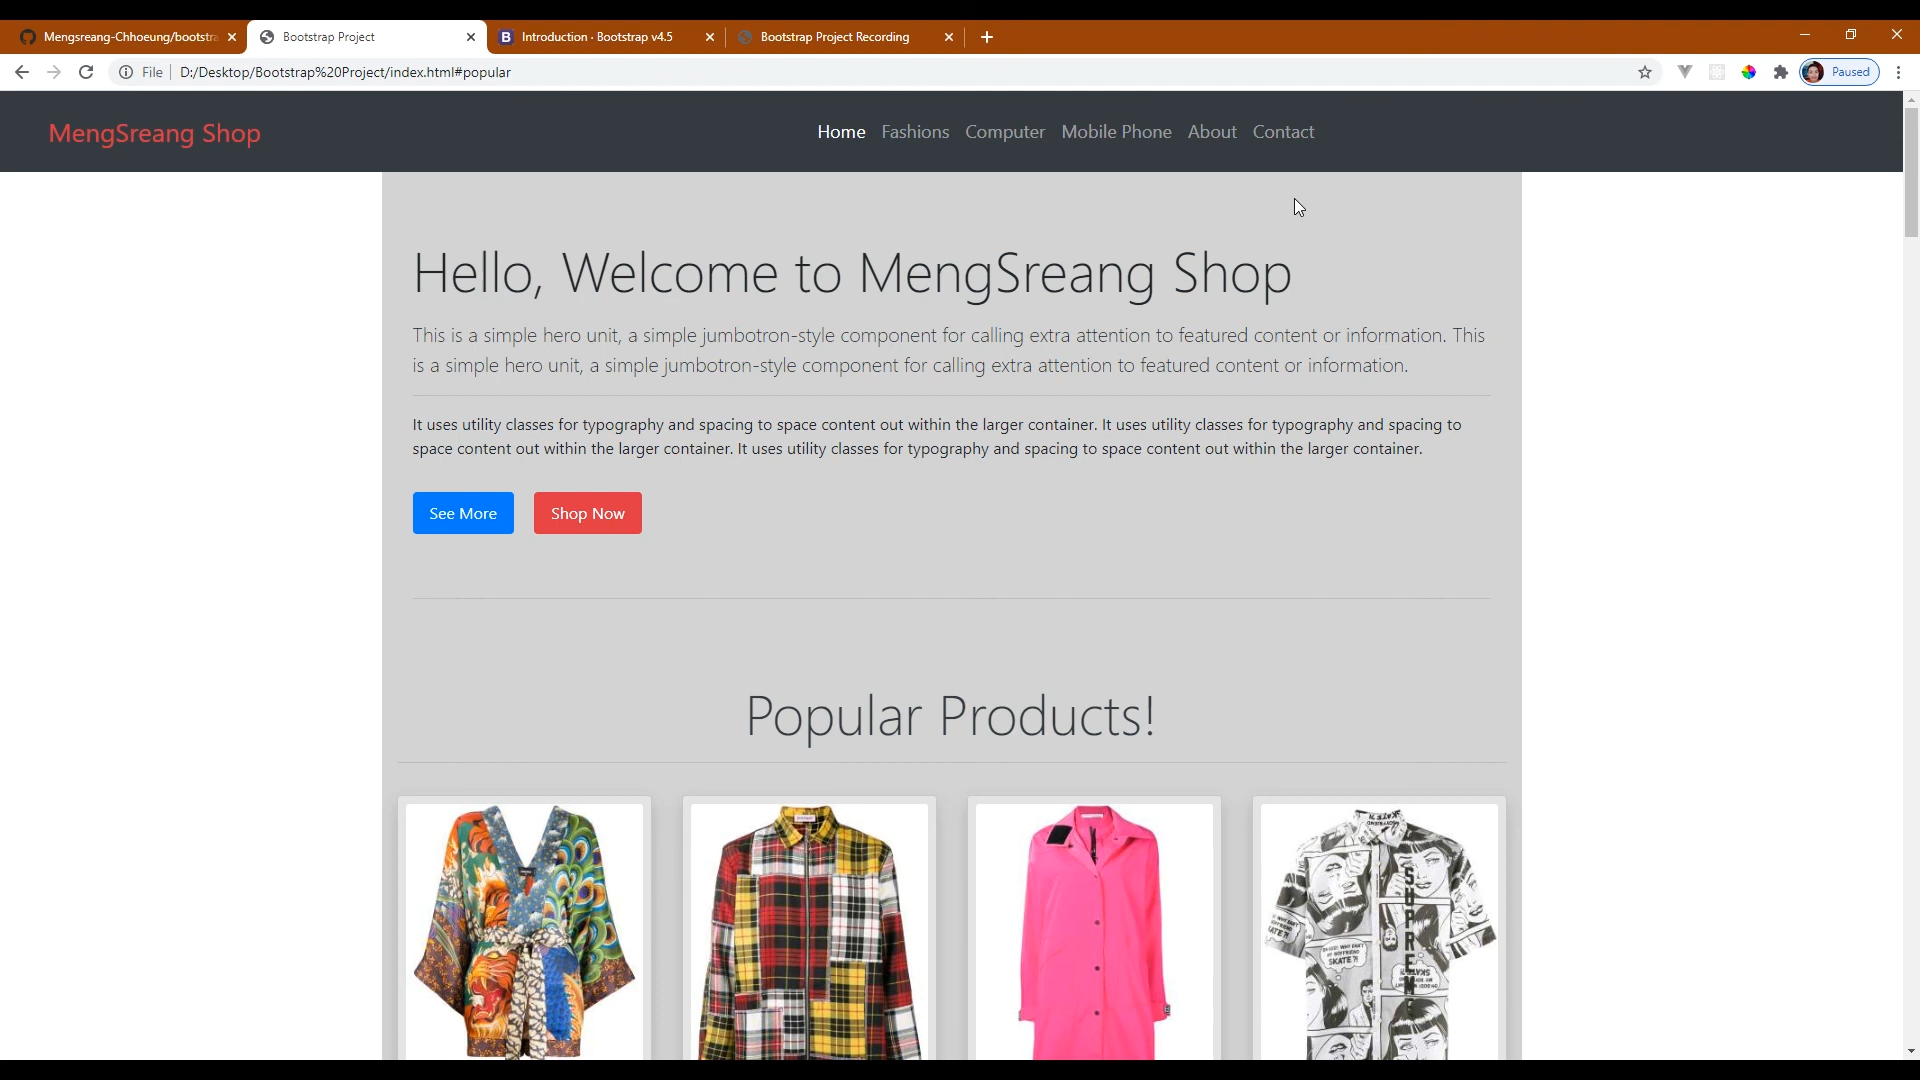 Mengsreang-Chhoeung/bootstra
Bootstrap Project
Introduction · Bootstrap v4.5
Bootstrap Project Recording
File
D:/Desktop/Bootstrap%20Project/index.html#popular
Paused
MengSreang Shop
Home Fashions Computer Mobile Phone About Contact
Hello, Welcome to MengSreang Shop
This is a simple hero unit, a simple jumbotron-style component for calling extra attention to featured content or information. This
is a simple hero unit, a simple jumbotron-style component for calling extra attention to featured content or information.
It uses utility classes for typography and spacing to space content out within the larger container. It uses utility classes for typography and spacing to
space content out within the larger container. It uses utility classes for typography and spacing to space content out within the larger container.
See More Shop Now
Popular Products!
SUPREME
SKATE?!